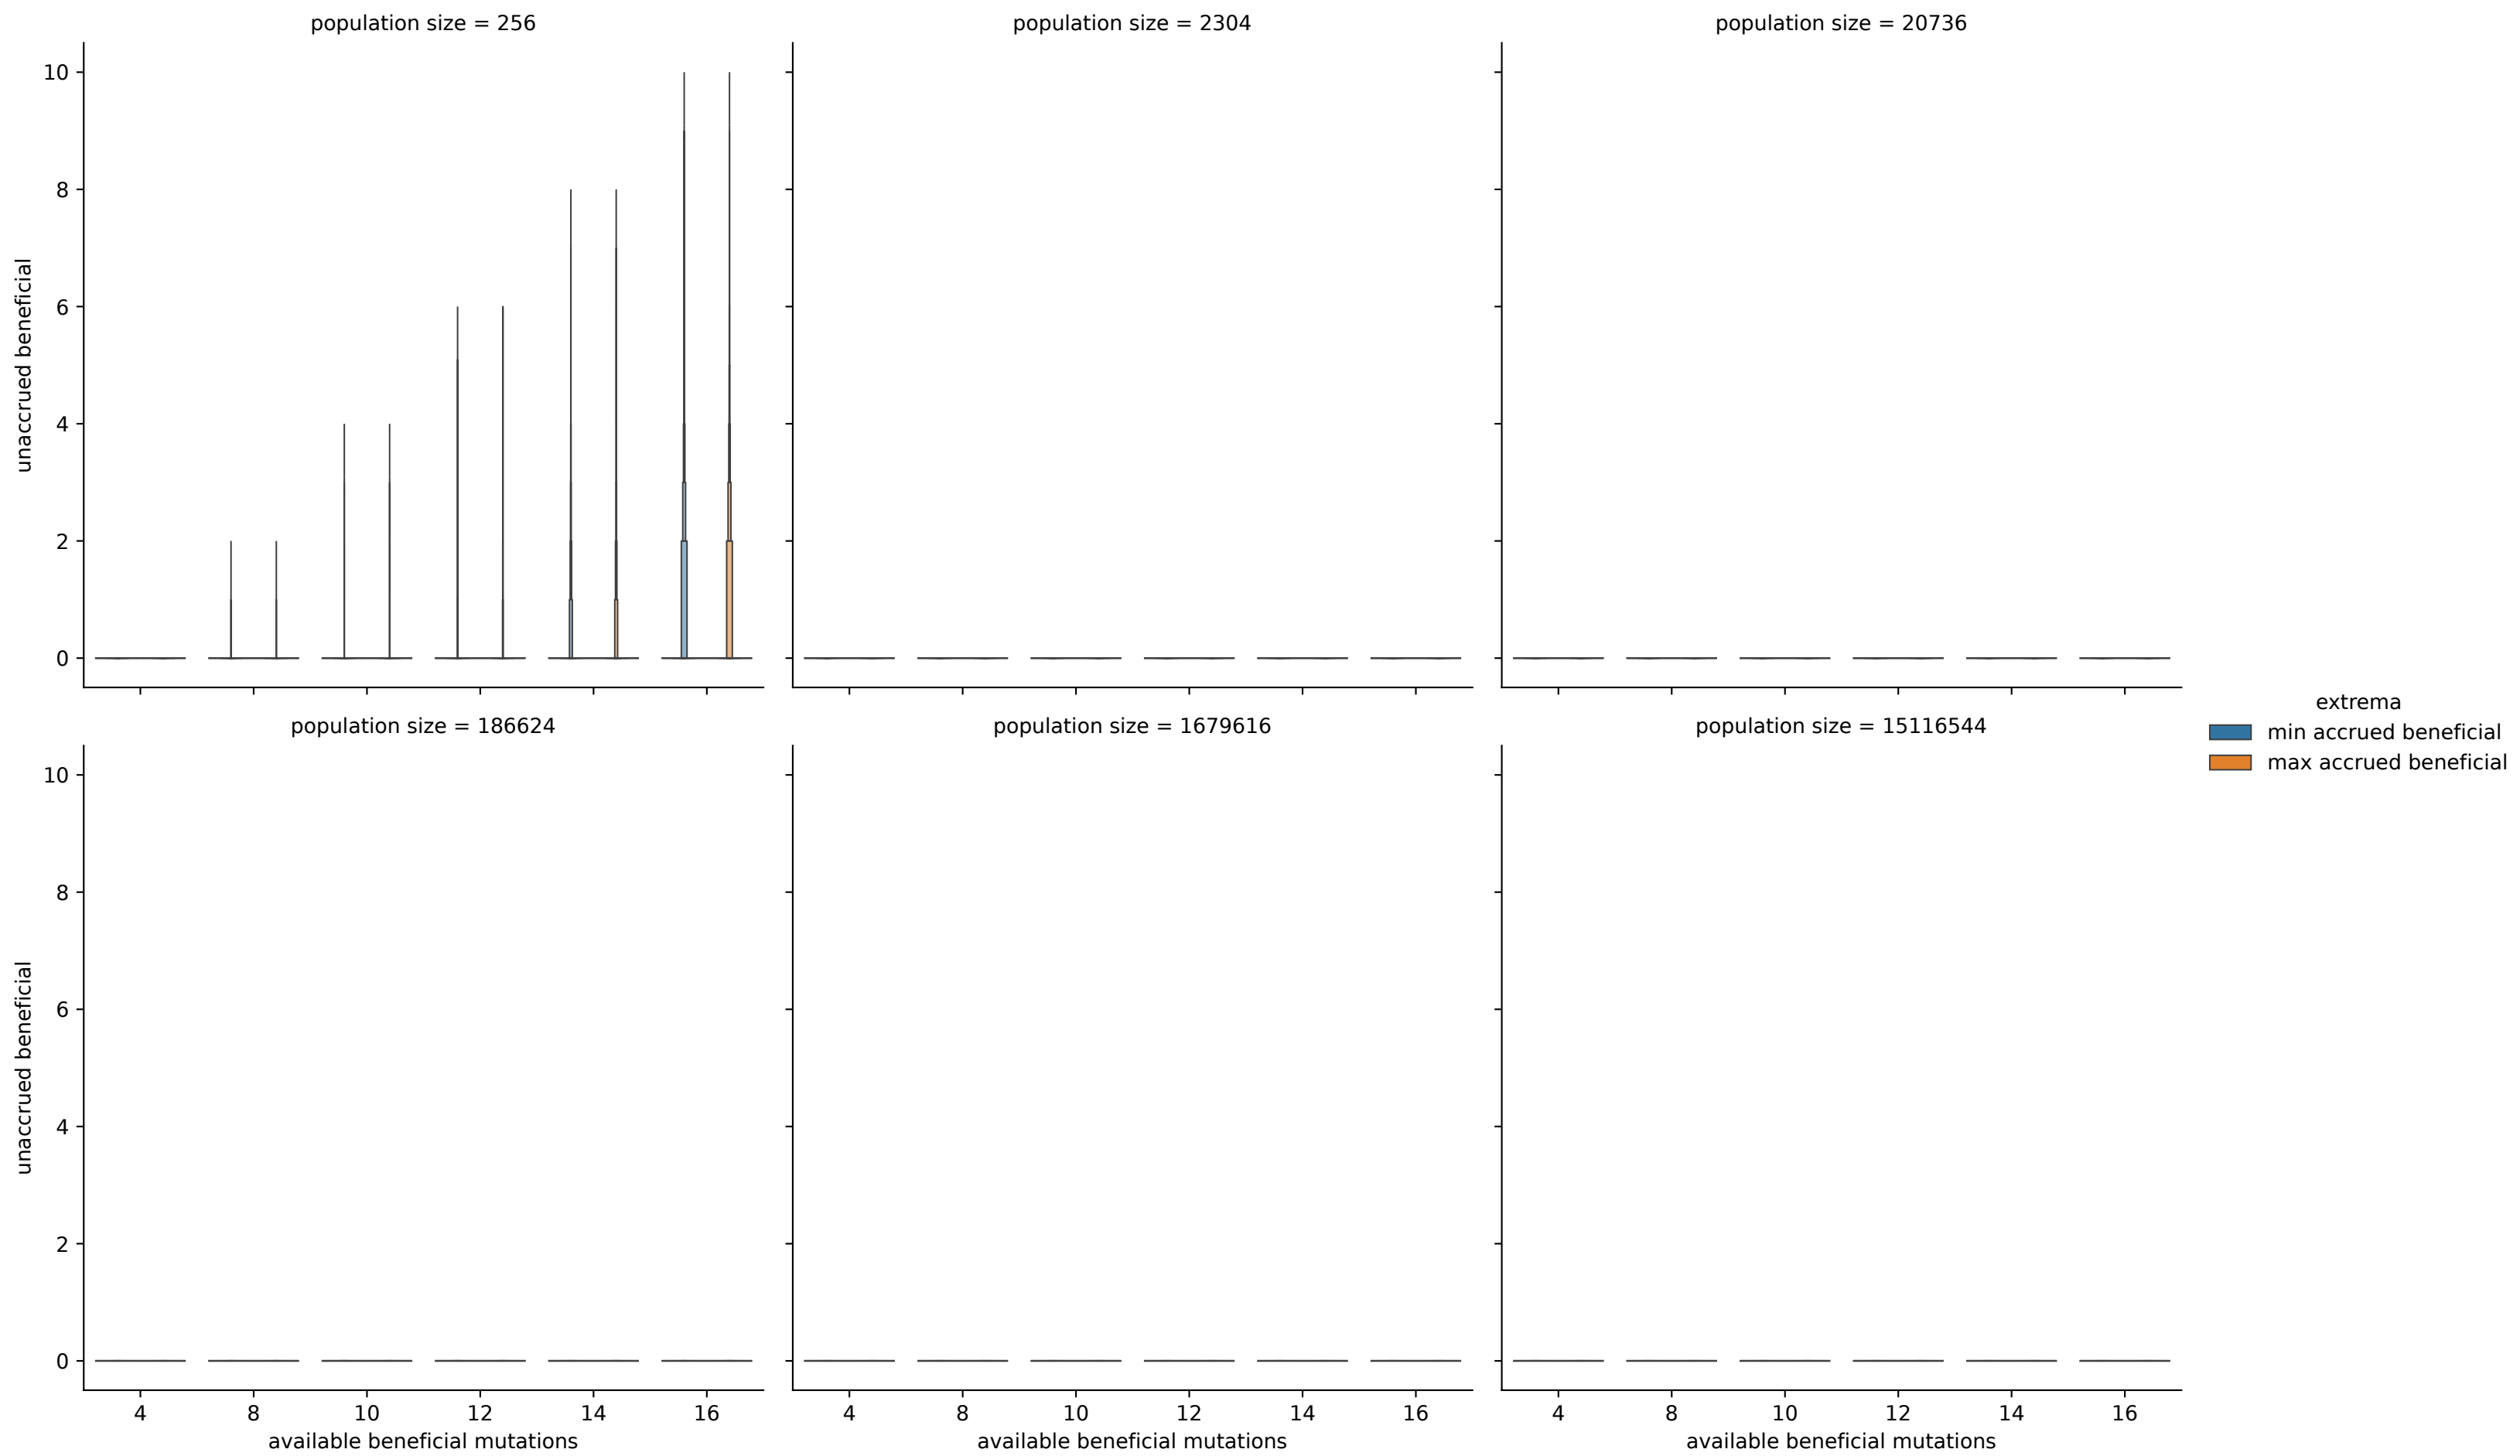 population size = 256
population size = 2304
population size = 20736
10
8
6
4
2
0
unaccrued beneficial
population size = 186624
population size = 1679616
population size = 15116544
10
8
6
4
2
0
unaccrued beneficial
4 8 10 12 14 16
available beneficial mutations
4 8 10 12 14 16
available beneficial mutations
4 8 10 12 14 16
available beneficial mutations
extrema
min accrued beneficial
max accrued beneficial